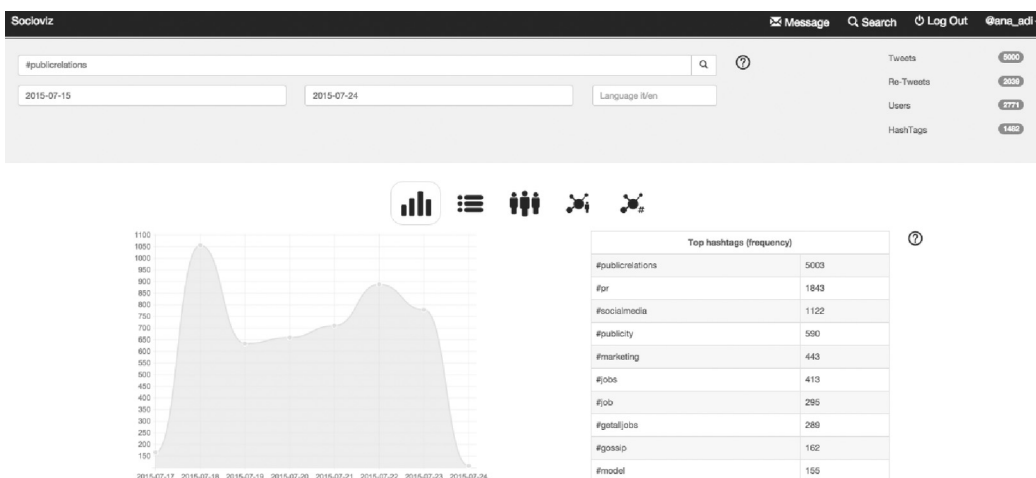 Socioviz
Message Search Log Out @ana_adi
#publicrelations
2015-07-15 2015-07-24 Language it/en
Tweets 5000
Re-Tweets 2036
Users 2771
HashTags 1482
1100
1050
1000
950
900
850
800
750
700
650
600
550
500
450
400
350
300
250
200
150
2015-07-17 2015-07-18 2015-07-19 2015-07-20 2015-07-21 2015-07-22 2015-07-23 2015-07-24
Top hashtags (frequency)
#publicrelations 5003
#pr 1843
#socialmedia 1122
#publicity 590
#marketing 443
#jobs 413
#job 295
#getalljobs 289
#gossip 162
#model 155